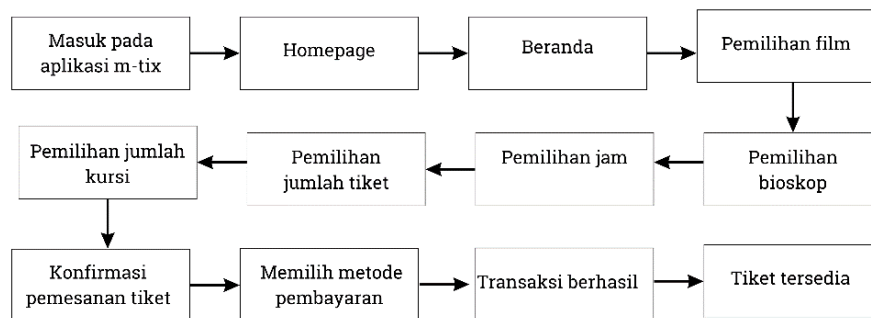 Masuk pada
aplikasi m-tix
Homepage
Beranda
Pemilihan film
Pemilihan
bioskop
Pemilihan jam
Pemilihan
jumlah tiket
Pemilihan jumlah
kursi
Konfirmasi
pemesanan tiket
Memilih metode
pembayaran
Transaksi berhasil
Tiket tersedia